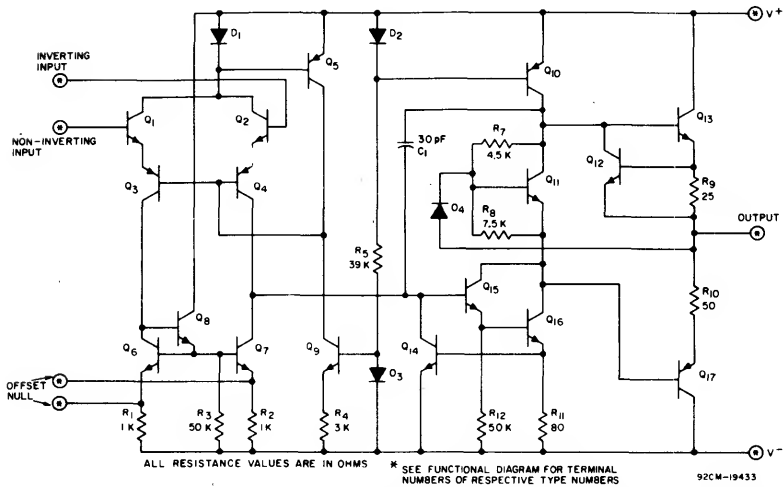 V+
D1
D2
INVERTING
INPUT
Q5
Q10
Q1
Q2
Q13
NON-INVERTING
INPUT
30 pF
C1
R7
4.5 K
Q12
Q3
Q4
Q11
R9
25
D4
R8
7.5 K
OUTPUT
R5
39 K
Q15
R10
50
Q8
Q6
Q7
Q9
Q14
Q16
OFFSET
NULL
D3
Q17
R1
1 K
R3
50 K
R2
1 K
R4
3 K
R12
50 K
R11
80
V-
ALL RESISTANCE VALUES ARE IN OHMS
* SEE FUNCTIONAL DIAGRAM FOR TERMINAL
NUMBERS OF RESPECTIVE TYPE NUMBERS
92CM-19433